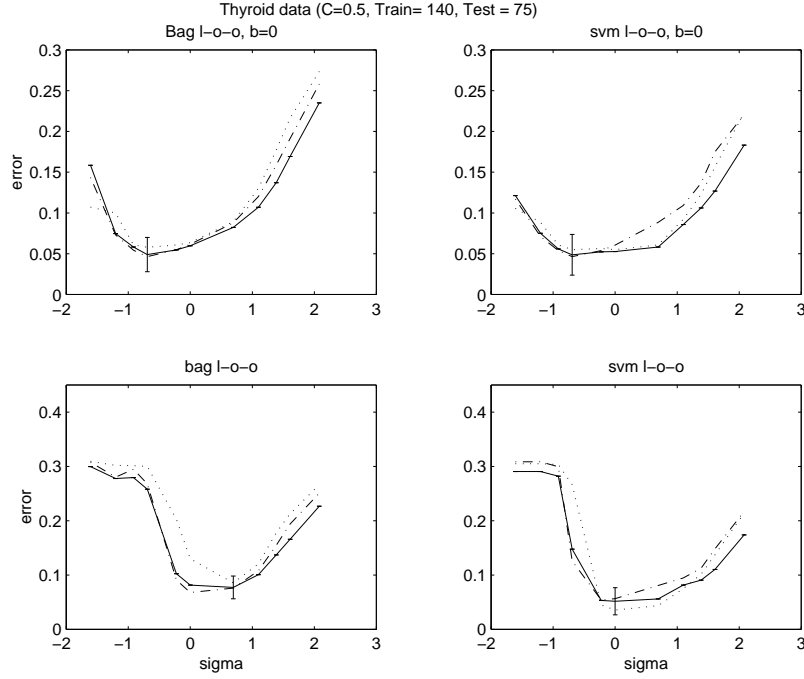 Thyroid data (C=0.5, Train= 140, Test = 75)
Bag l−o−o, b=0
0.3
0.25
0.2
0.15
0.1
0.05
0
error
−2 −1 0 1 2 3
svm l−o−o, b=0
0.3
0.25
0.2
0.15
0.1
0.05
0
−2 −1 0 1 2 3
bag l−o−o
0.4
0.3
0.2
0.1
0
error
−2 −1 0 1 2 3
sigma
svm l−o−o
0.4
0.3
0.2
0.1
0
−2 −1 0 1 2 3
sigma